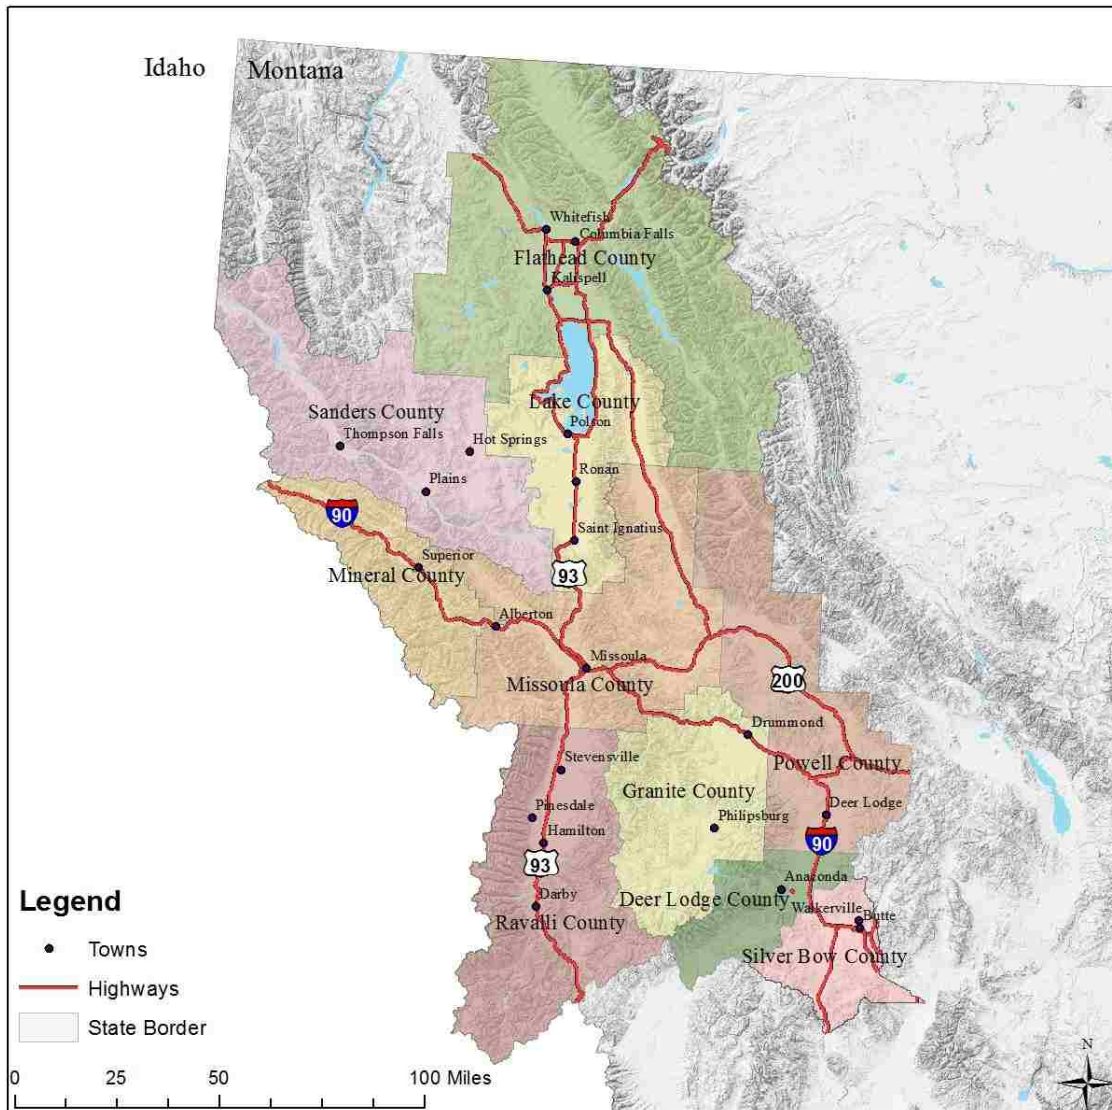 Idaho
Montana
Whitefish
Columbia Falls
Flathead County
Kalispell
Lake County
Sanders County
Polson
Thompson Falls
Hot Springs
Ronan
Plains
90
Saint Ignatius
Superior
93
Mineral County
Alberton
Missoula
200
Missoula County
Drummond
Stevensville
Powell County
Granite County
Pinesdale
Deer Lodge
Philipsburg
Hamilton
90
93
Anaconda
Darby
Deer Lodge County
Walkerville
Butte
Ravalli County
Silver Bow County
Legend
Towns
Highways
State Border
N
0 25 50 100 Miles